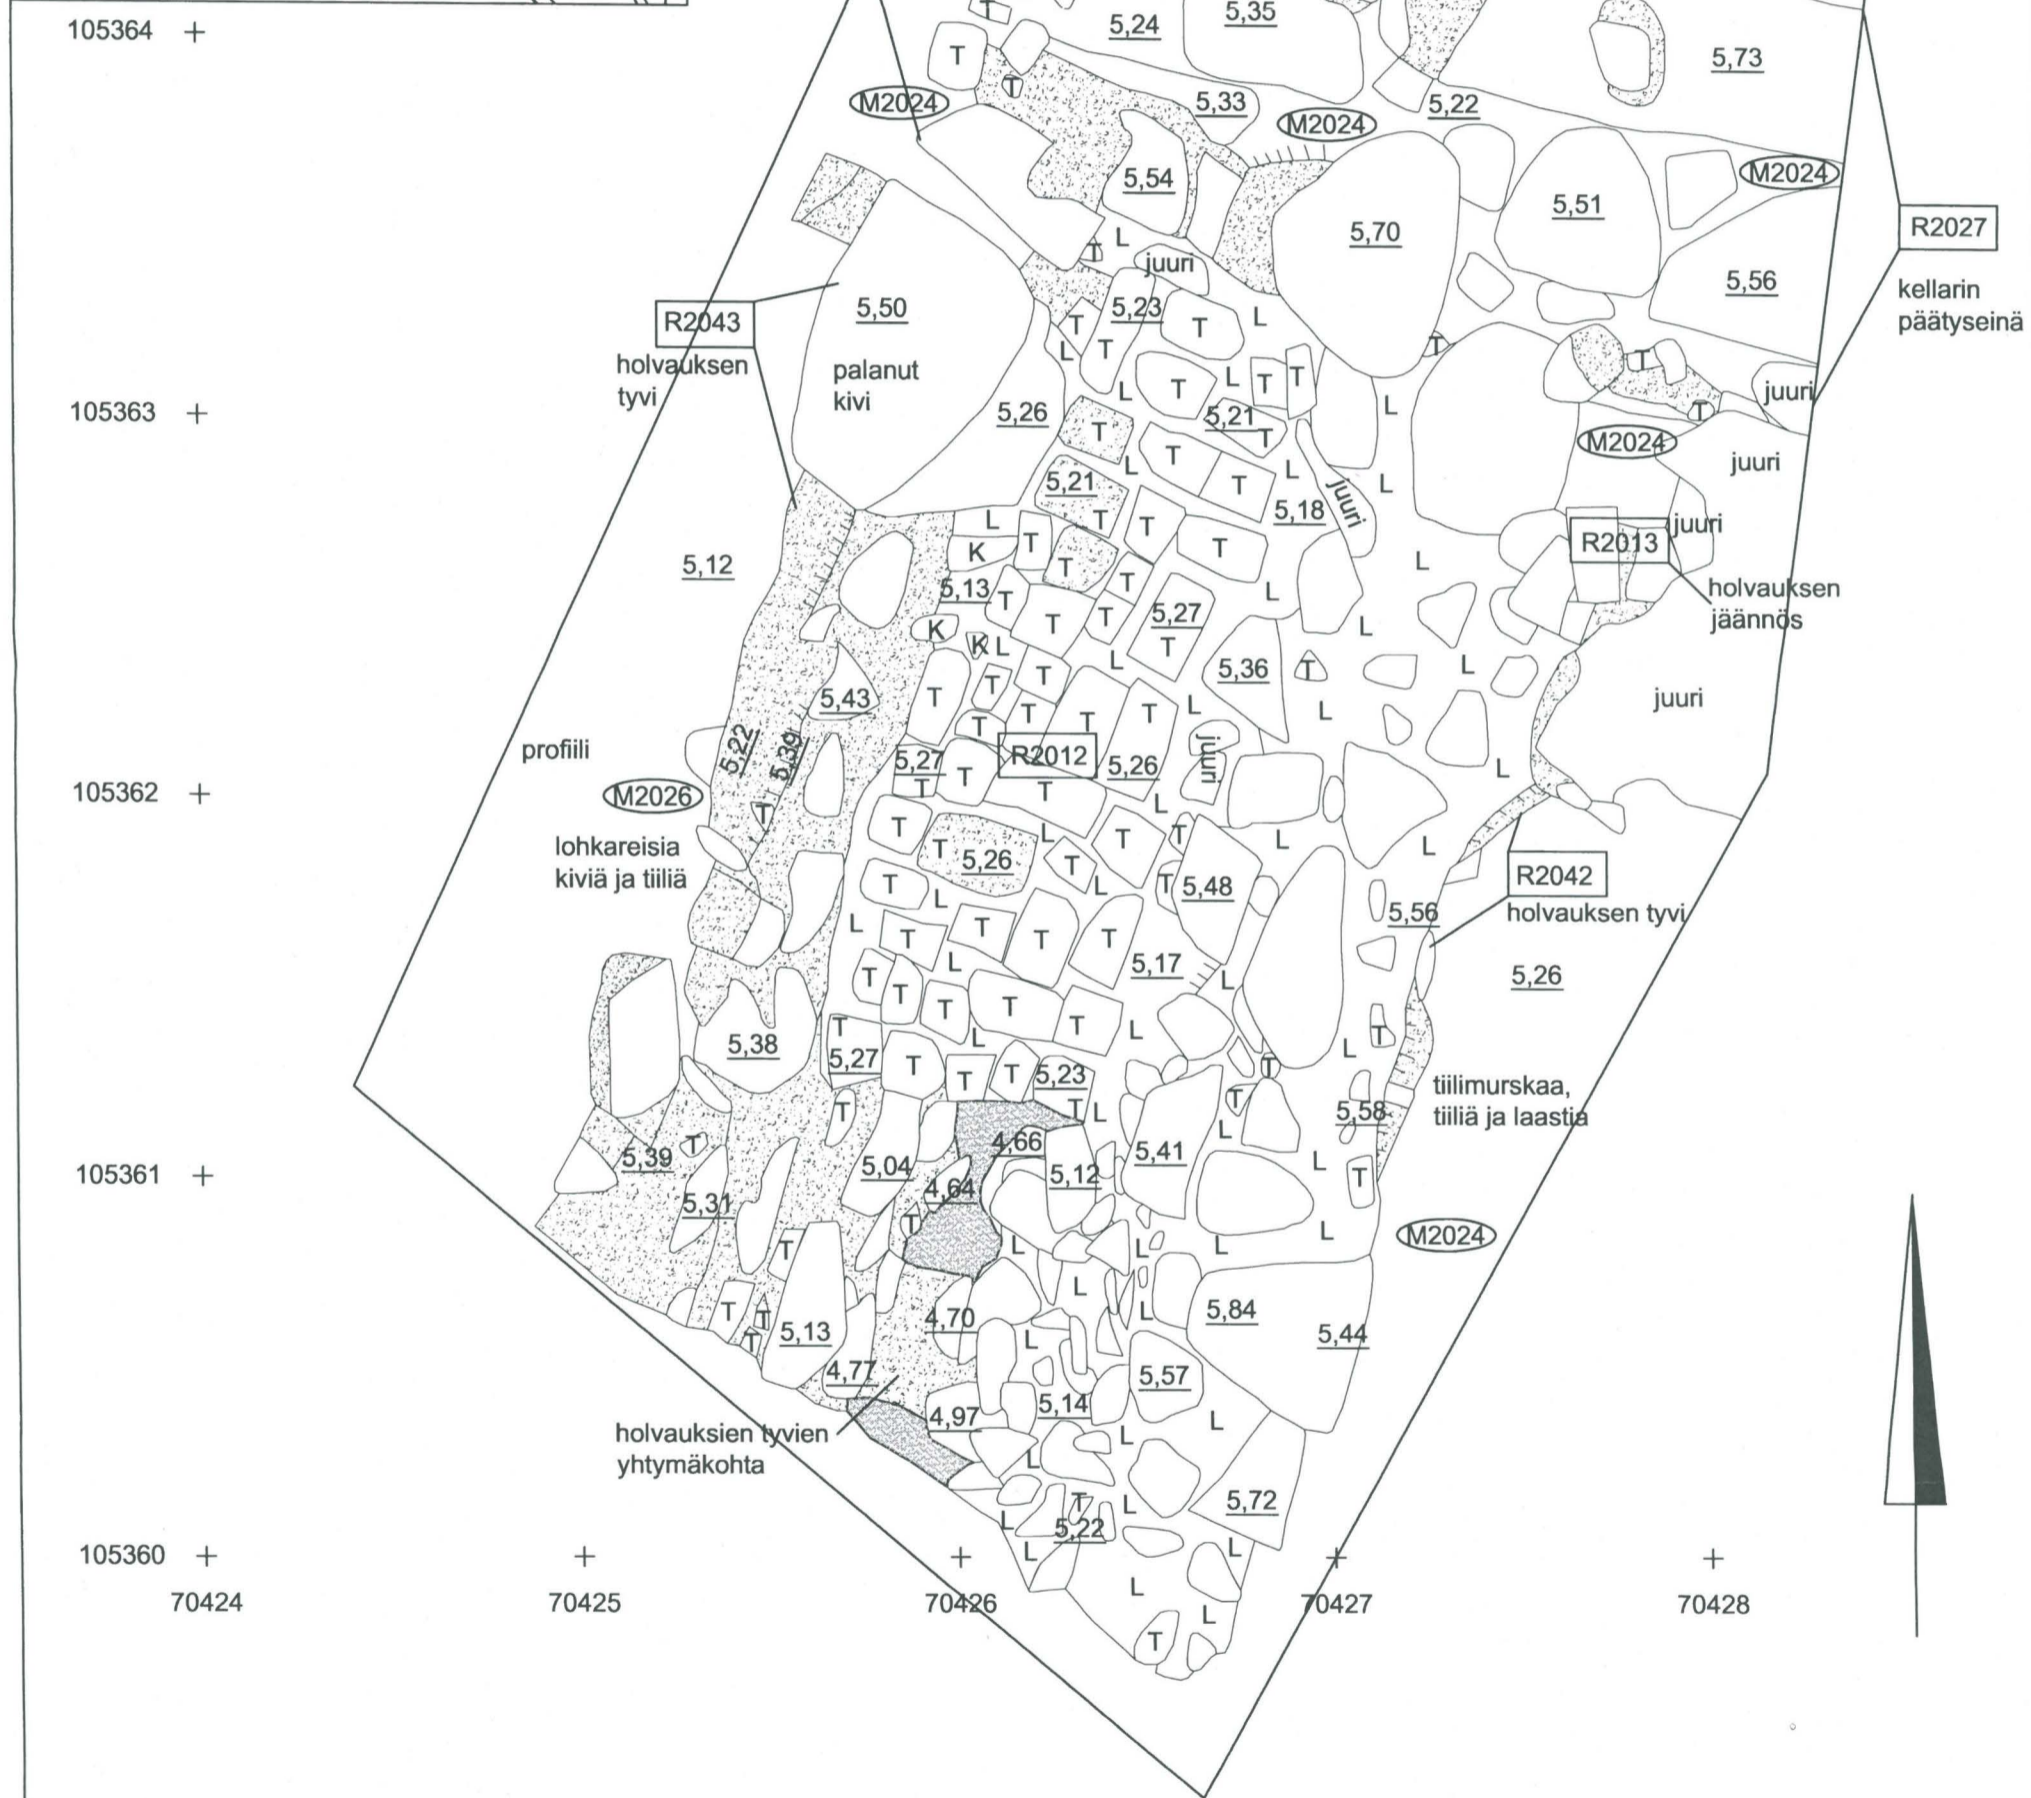 105364
T
5,24
5,35
5,73
T
T
M2024
5,33
M2024
5,22
M2024
5,54
5,51
5,70
R2027
T
L
juuri
5,56
kellarin
päätyseinä
R2043
5,50
5,23
T
T
L
holvauksen
tyvi
palanut
kivi
L
T
T
T
juuri
L
T
L
T
T
105363
5,26
T
5,21
T
L
T
M2024
juuri
L
T
L
T
L
5,21
T
5,18
juuri
L
L
K
T
T
T
juuri
R2013
5,12
T
T
L
holvauksen
jäännös
5,13
T
T
T
5,27
T
L
K
K
L
L
L
T
T
T
5,36
T
L
juuri
5,43
T
T
T
T
L
L
profiili
5,22
5,39
T
5,27
T
T
R2012
5,26
juuri
L
105362
M2026
T
T
L
lohkareisia
kiviä ja tiiliä
T
T
5,26
L
T
T
T
L
L
T
L
L
T
5,48
R2042
holvauksen tyvi
5,56
L
T
T
T
T
L
5,17
L
5,26
T
T
T
T
T
L
L
T
L
5,38
T
5,27
T
T
T
5,23
T
L
T
T
tiilimurskaa,
tiiliä ja laastia
T
5,58
105361
5,39
T
5,04
4,66
5,12
5,41
L
L
T
5,31
4,64
T
L
L
L
L
M2024
T
L
L
T
T
T
5,13
4,70
L
5,84
5,44
4,77
5,57
holvauksien tyvien
yhtymäkohta
4,97
5,14
L
L
L
T
L
5,72
L
5,22
L
L
105360
L
L
T
70424
70425
70426
70427
70428